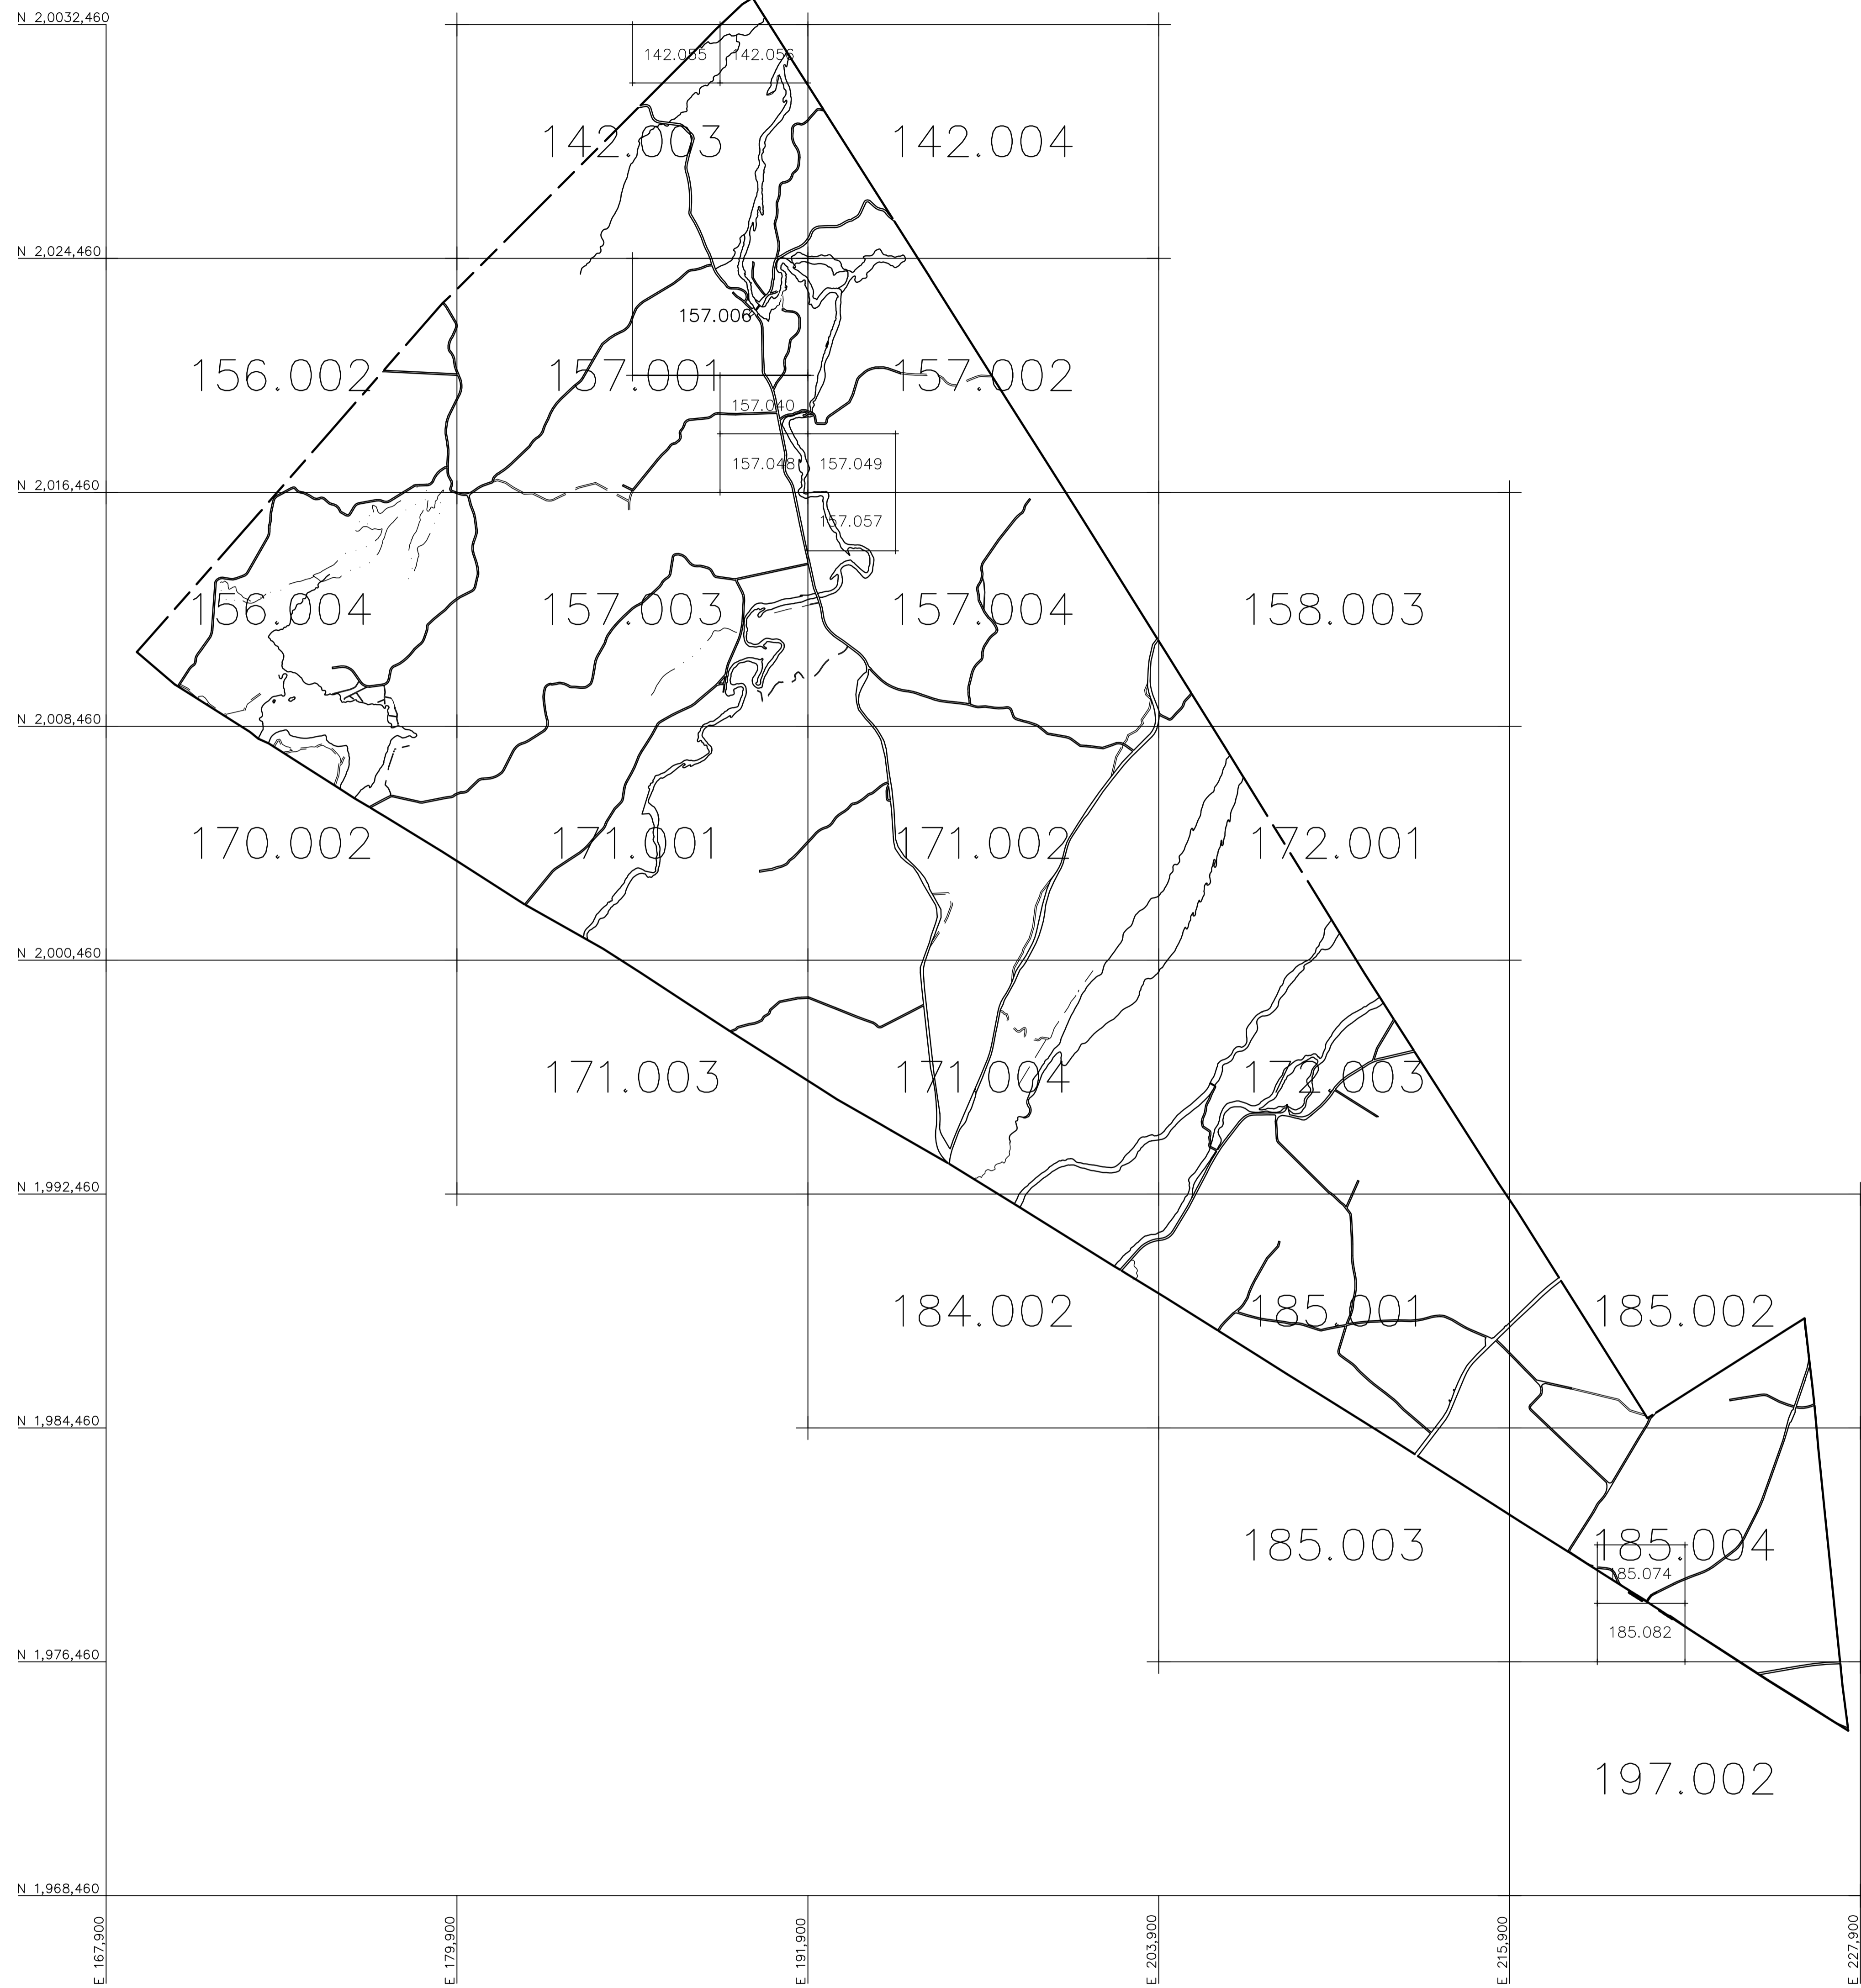 N 2,0032,460
142.055 142.056
142.003 142.004
N 2,024,460
157.006
156.002 157.001 157.002
157.040
157.048 157.049
N 2,016,460
157.057
156.004 157.003 157.004 158.003
N 2,008,460
170.002 171.001 171.002 172.001
N 2,000,460
171.003 171.004 172.003
N 1,992,460
184.002 185.001 185.002
N 1,984,460
185.003 185.004
185.074
185.082
N 1,976,460
197.002
N 1,968,460
E 167,900
E 179,900
E 191,900
E 203,900
E 215,900
E 227,900